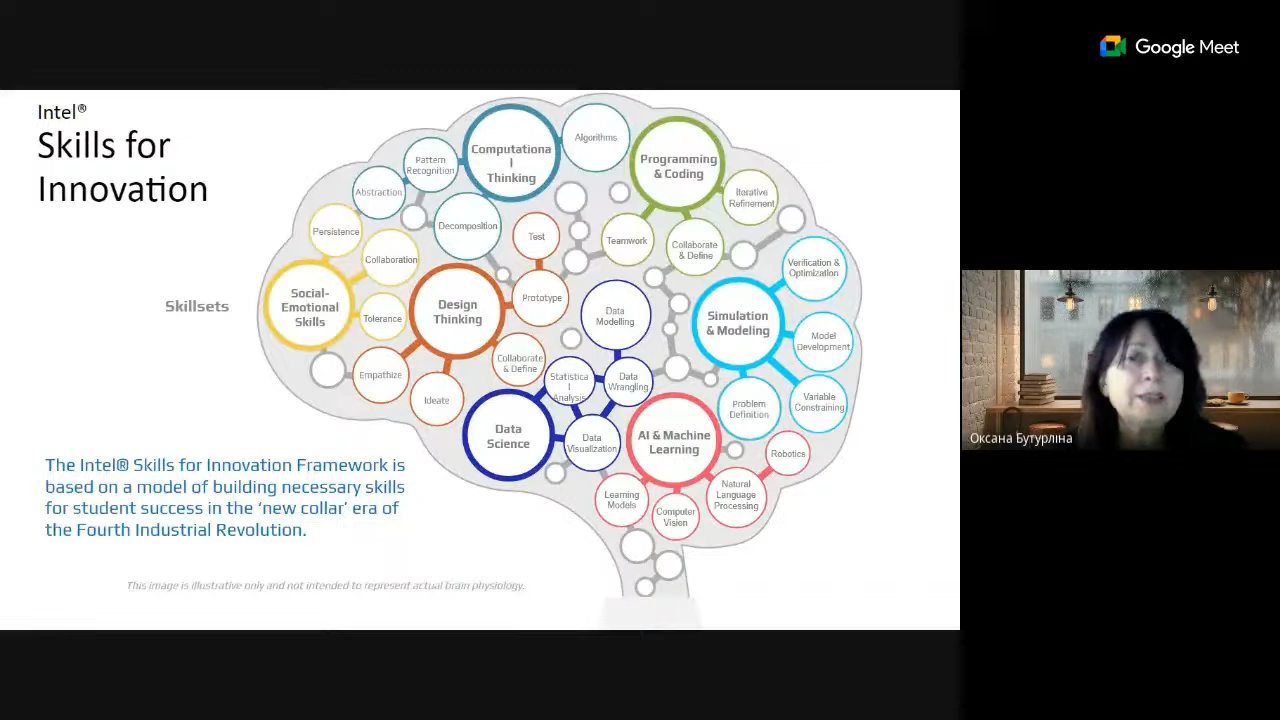 Google Meet
Intel®
Skills for
Innovation
Computationa
l
Thinking
Algorithms
Programming
& Coding
Pattern
Recognition
Abstraction
Decomposition
Iterative
Refinement
Persistence
Collaboration
Test
Teamwork
Collaborate
& Define
Verification &
Optimization
Skillsets
Social-
Emotional
Skills
Tolerance
Design
Thinking
Prototype
Data
Modelling
Simulation
& Modeling
Model
Development
Empathize
Ideate
Collaborate
& Define
Statistica
l
Analysis
Data
Wrangling
Problem
Definition
Variable
Constraining
Data
Science
Data
Visualization
AI & Machine
Learning
Robotics
Learning
Models
Computer
Vision
Natural
Language
Processing
Оксана Бутурліна
The Intel® Skills for Innovation Framework is
based on a model of building necessary skills
for student success in the ‘new collar’ era of
the Fourth Industrial Revolution.
This image is illustrative only and not intended to represent actual brain physiology.